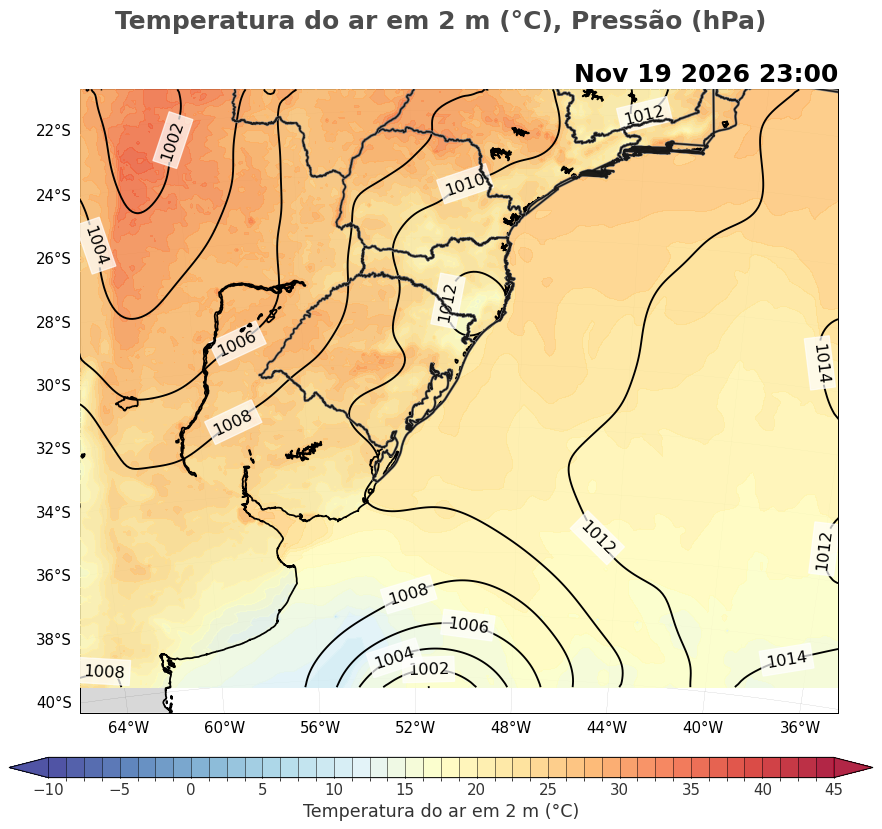 Temperatura do ar em 2 m (°C), Pressão (hPa)
Nov 19 2026 23:00
22°S
24°S
26°S
28°S
30°S
32°S
34°S
36°S
38°S
40°S
1002
1012
1010
1004
1012
1006
1014
1008
1012
1012
1008
1006
1004
1002
1014
1008
64°W
60°W
56°W
52°W
48°W
44°W
40°W
36°W
−10
−5
0
5
10
15
20
25
30
35
40
45
Temperatura do ar em 2 m (°C)